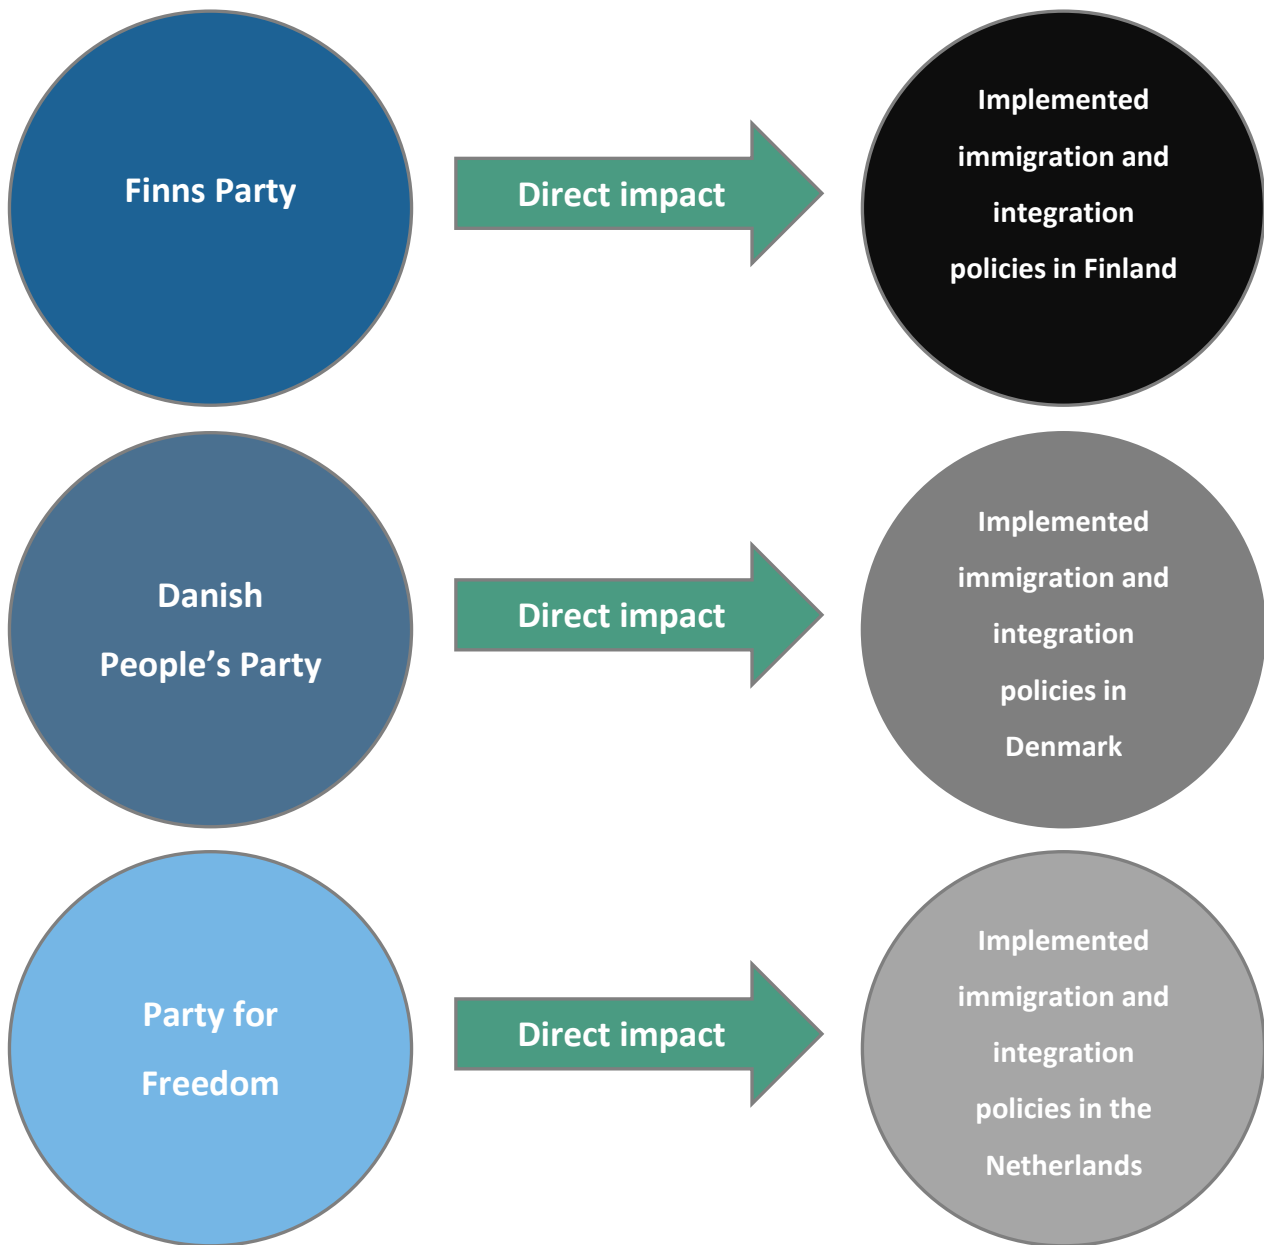 Finns Party
Direct impact
Implemented
immigration and
integration
policies in Finland
Danish
People’s Party
Direct impact
Implemented
immigration and
integration
policies in
Denmark
Party for
Freedom
Direct impact
Implemented
immigration and
integration
policies in the
Netherlands